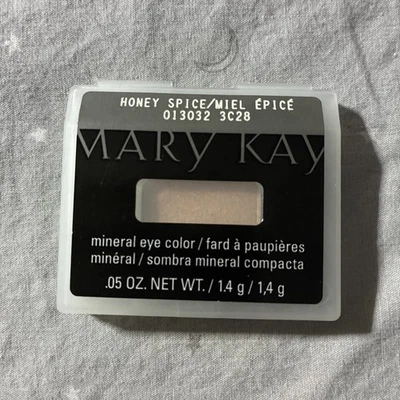 HONEY SPICE/MIEL ÉPICÉ
013032 3C28
MARY KAY
mineral eye color / fard à paupières
minéral / sombra mineral compacta
.05 OZ. NET WT. / 1.4 g / 1,4 g